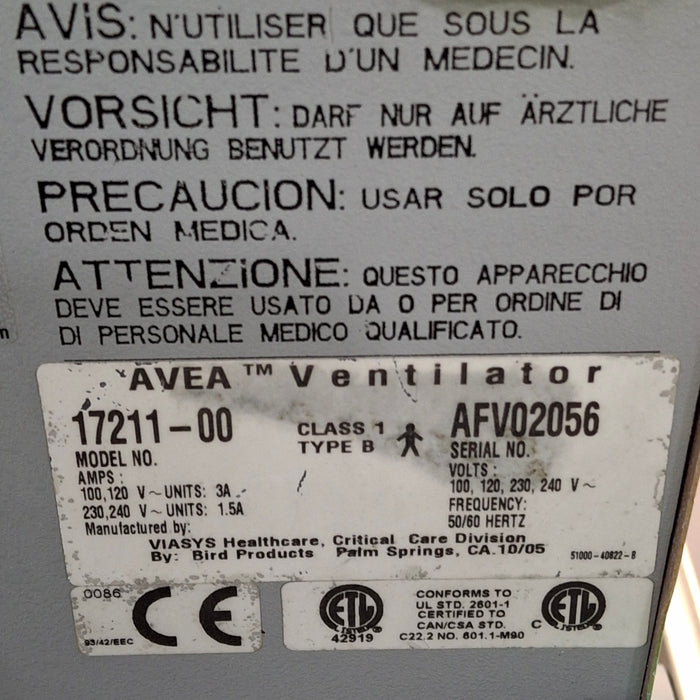 AVIS: N'UTILISER QUE SOUS LA
RESPONSABILITE D'UN MEDECIN.
VORSICHT: DARF NUR AUF ÄRZTLICHE
VERORDNUNG BENUTZT WERDEN.
PRECAUCION: USAR SOLO POR
ORDEN MEDICA.
ATTENZIONE: QUESTO APPARECCHIO
DEVE ESSERE USATO DA O PER ORDINE DI
DI PERSONALE MEDICO QUALIFICATO.
AVEA™ Ventilator
17211-00
MODEL NO.
CLASS 1
TYPE B
AFV02056
SERIAL NO.
AMPS:
100,120 V~UNITS: 3A
230,240 V~UNITS: 1.5A
VOLTS:
100, 120, 230, 240 V~
FREQUENCY:
50/60 HERTZ
Manufactured by:
VIASYS Healthcare, Critical Care Division
By: Bird Products Palm Springs, CA.10/05
51000-40822-B
0086
CE
93/42/EEC
ETL
LISTED
42919
CONFORMS TO
UL STD. 2601-1
CERTIFIED TO
CAN/CSA STD.
C22.2 NO. 601.1-M90
C
ETL
LISTED